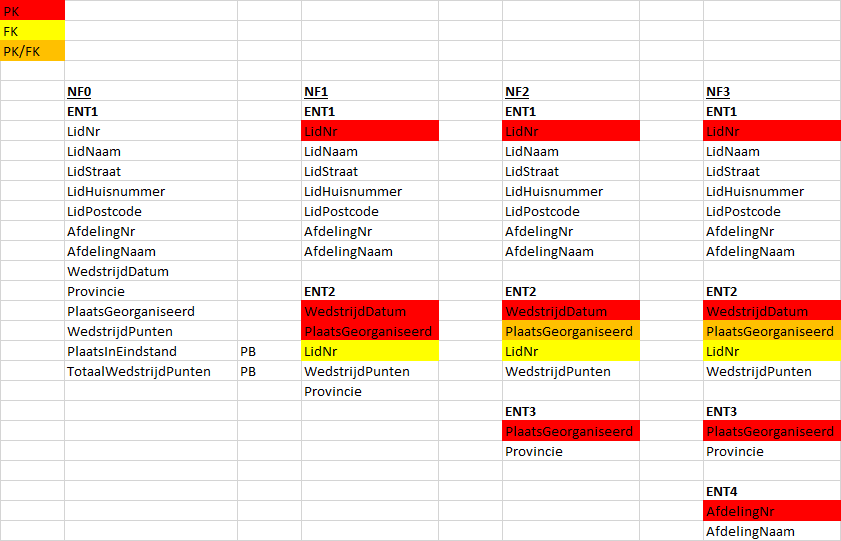 PK
FK
PK/FK
NF0 NF1 NF2 NF3
ENT1 ENT1 ENT1 ENT1
LidNr LidNr LidNr LidNr
LidNaam LidNaam LidNaam LidNaam
LidStraat LidStraat LidStraat LidStraat
LidHuisnummer LidHuisnummer LidHuisnummer LidHuisnummer
LidPostcode LidPostcode LidPostcode LidPostcode
AfdelingNr AfdelingNr AfdelingNr AfdelingNr
AfdelingNaam AfdelingNaam AfdelingNaam AfdelingNaam
WedstrijdDatum
Provincie ENT2 ENT2 ENT2
PlaatsGeorganiseerd WedstrijdDatum WedstrijdDatum WedstrijdDatum
WedstrijdPunten PlaatsGeorganiseerd PlaatsGeorganiseerd PlaatsGeorganiseerd
PlaatsInEindstand PB LidNr LidNr LidNr
TotaalWedstrijdPunten PB WedstrijdPunten WedstrijdPunten WedstrijdPunten
Provincie
ENT3 ENT3
PlaatsGeorganiseerd PlaatsGeorganiseerd
Provincie Provincie
ENT4
AfdelingNr
AfdelingNaam